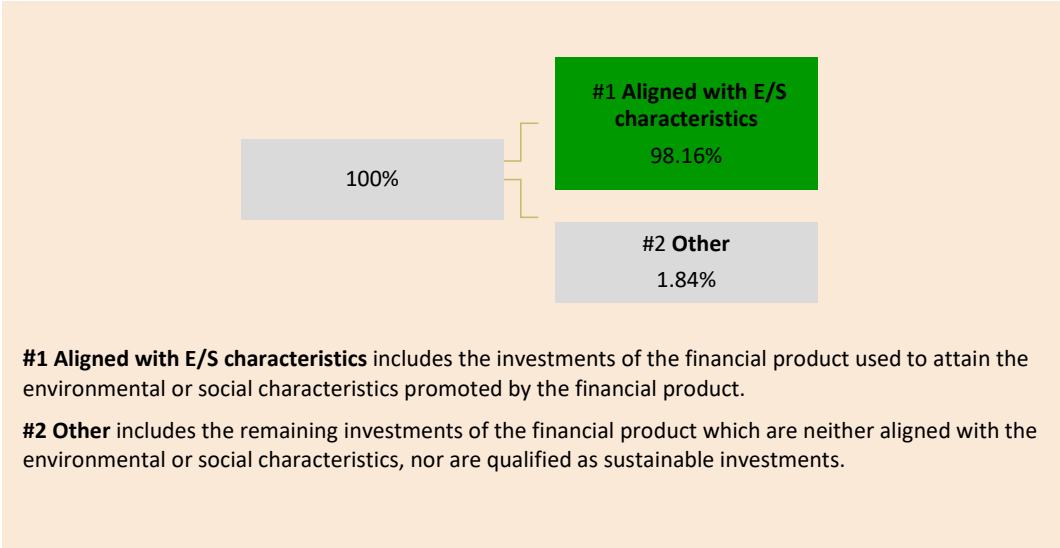 #1 Aligned with E/S
characteristics
98.16%
100%
#2 Other
1.84%
#1 Aligned with E/S characteristics includes the investments of the financial product used to attain the
environmental or social characteristics promoted by the financial product.
#2 Other includes the remaining investments of the financial product which are neither aligned with the
environmental or social characteristics, nor are qualified as sustainable investments.